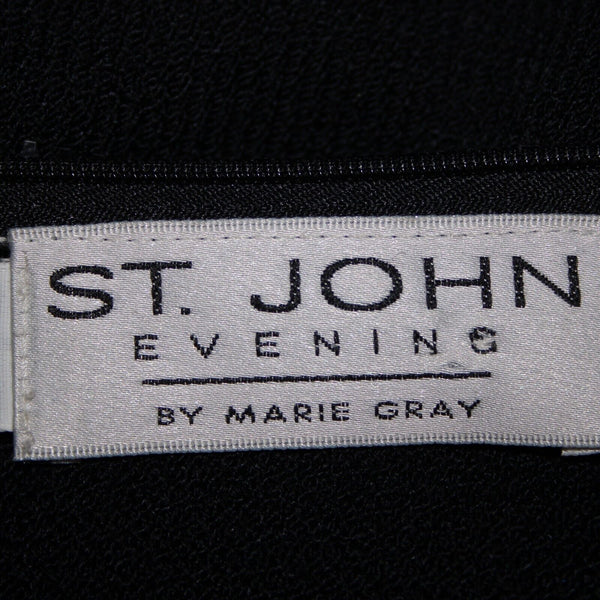 ST. JOHN
EVENING
BY MARIE GRAY